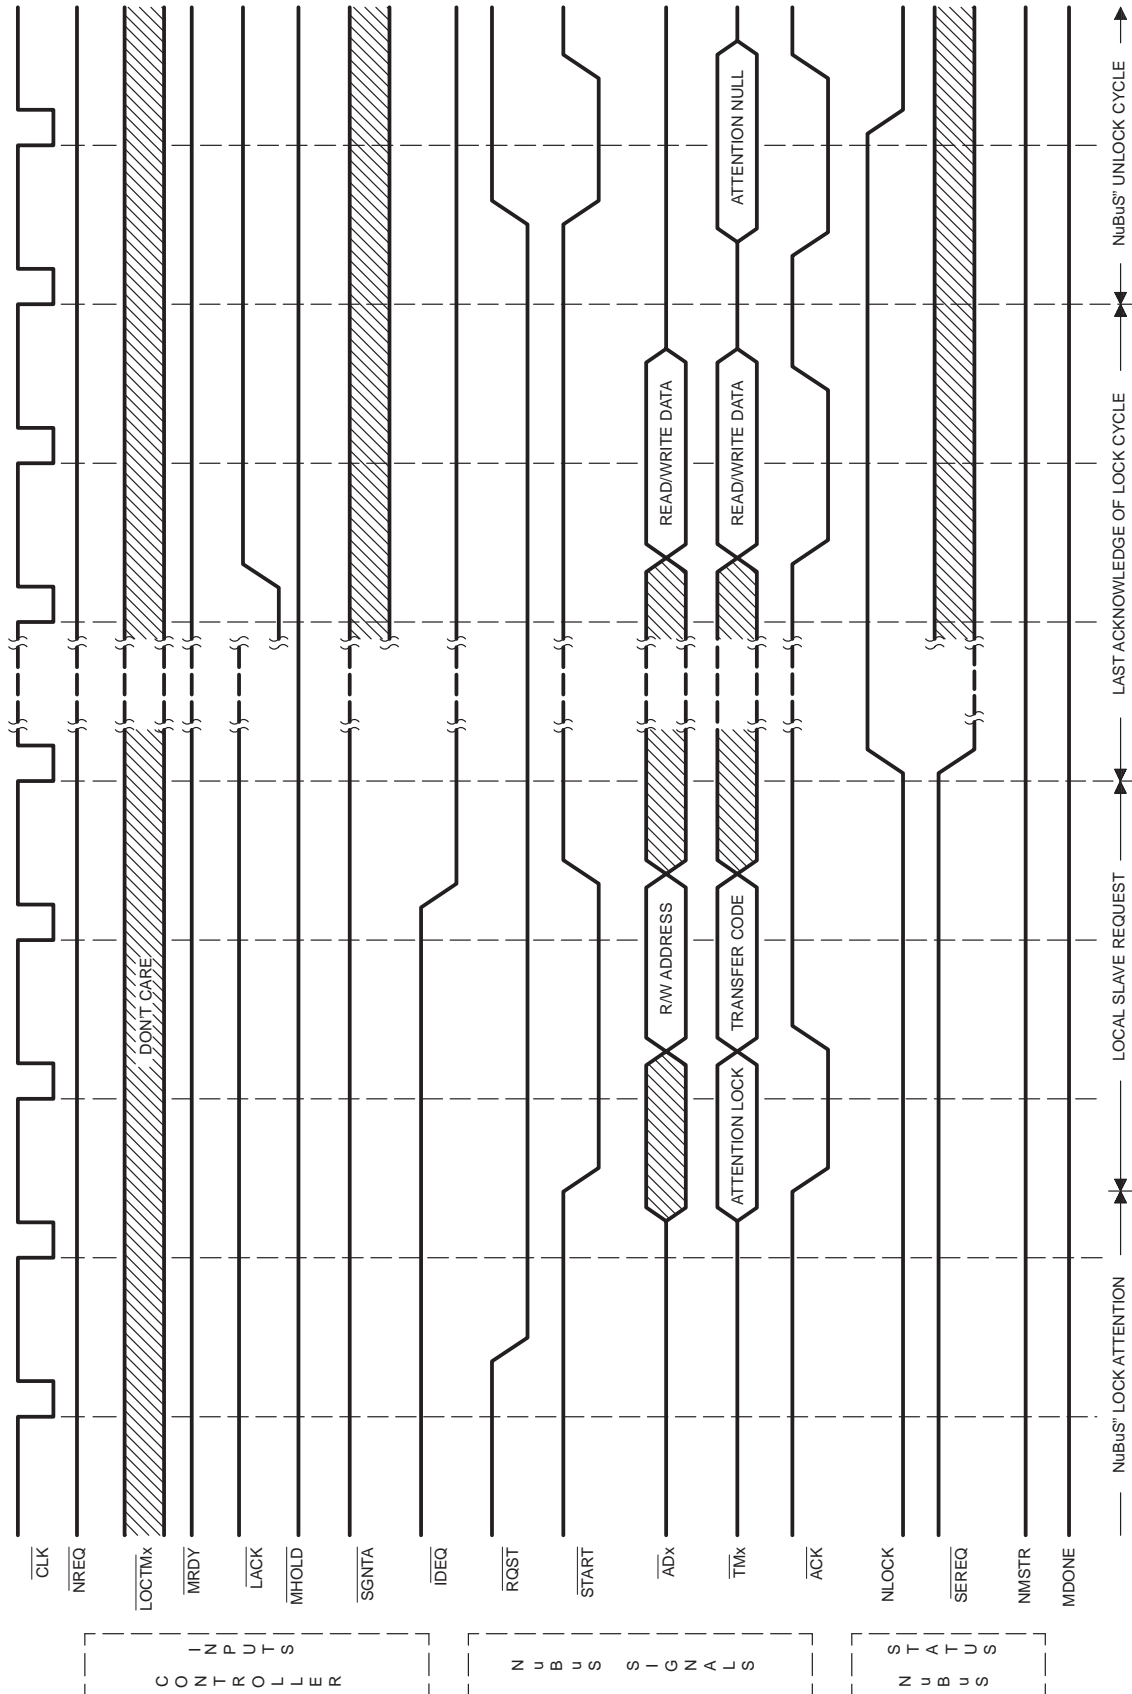 CONTROLLER
INPUTS
NuBuS
SIGNALS
NuBuS
STATUS
CLK
NREQ
LOCTMx
DON'T CARE
MRDY
LACK
MHOLD
SGNTA
IDEQ
RQST
START
ADx
R/W ADDRESS
READ/WRITE DATA
TMx
ATTENTION LOCK
TRANSFER CODE
READ/WRITE DATA
ATTENTION NULL
ACK
NLOCK
SEREQ
NMSTR
MDONE
NuBuS” LOCK ATTENTION
LOCAL SLAVE REQUEST
LAST ACKNOWLEDGE OF LOCK CYCLE
NuBuS” UNLOCK CYCLE